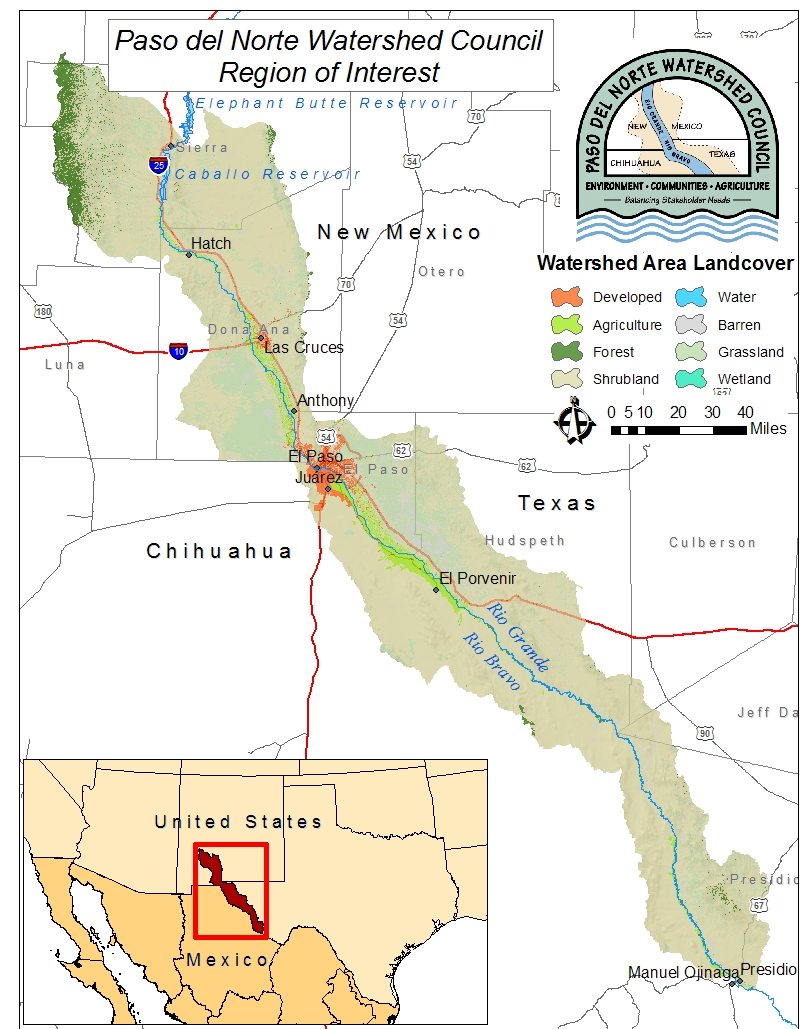 Paso del Norte Watershed Council
Region of Interest
PASO DEL NORTE WATERSHED COUNCIL
RIO GRANDE
RIO BRAVO
NEW
MEXICO
TEXAS
CHIHUAHUA
ENVIRONMENT • COMMUNITIES • AGRICULTURE
Balancing Stakeholder Needs
Elephant Butte Reservoir
70
Sierra
54
25
Caballo Reservoir
New Mexico
Hatch
Otero
Watershed Area Landcover
Developed
Water
Agriculture
Barren
Forest
Grassland
Shrubland
Wetland
0 5 10 20 30 40
Miles
70
180
54
Dona Ana
Las Cruces
10
Luna
Anthony
54
62
El Paso
El Paso
62
Juárez
Texas
Chihuahua
Hudspeth
Culberson
El Porvenir
Rio Grande
Rio Bravo
Jeff Da
90
United States
Mexico
Presidio
67
Manuel Ojinaga
Presidio